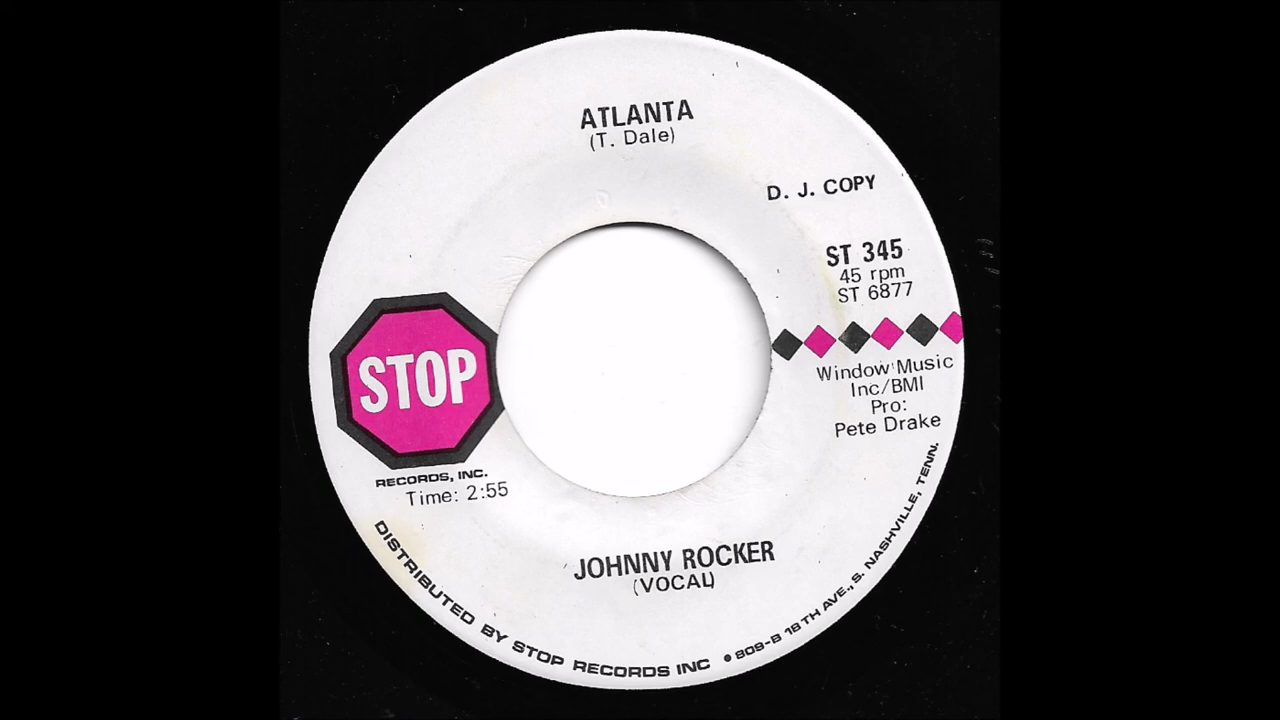 ATLANTA
(T. Dale)
D. J. COPY
ST 345
45 rpm
ST 6877
STOP
RECORDS, INC.
Time: 2:55
Window Music
Inc/BMI
Pro:
Pete Drake
JOHNNY ROCKER
(VOCAL)
DISTRIBUTED BY STOP RECORDS INC • 809-B 18TH AVE., S. NASHVILLE, TENN.